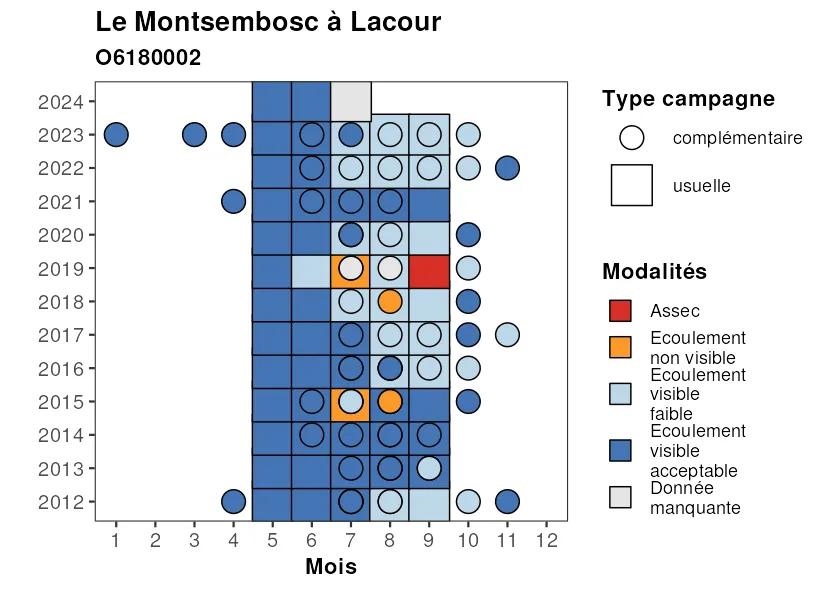 Le Montsembosc à Lacour
O6180002
2024
2023
2022
2021
2020
2019
2018
2017
2016
2015
2014
2013
2012
1 2 3 4 5 6 7 8 9 10 11 12
Mois
Type campagne
complémentaire
usuelle
Modalités
Assec
Ecoulement
non visible
Ecoulement
visible
faible
Ecoulement
visible
acceptable
Donnée
manquante